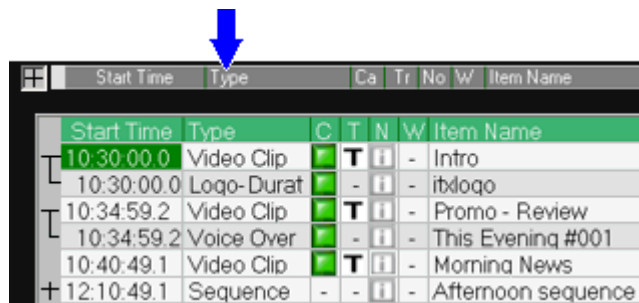 Start Time Type Ca Tr No W Item Name
Start Time Type C T N W Item Name
10:30:00.0 Video Clip T i - Intro
10:30:00.0 Logo-Durat - i - itxlogo
10:34:59.2 Video Clip T i - Promo - Review
10:34:59.2 Voice Over - i - This Evening #001
10:40:49.1 Video Clip T i - Morning News
12:10:49.1 Sequence - - i - Afternoon sequence